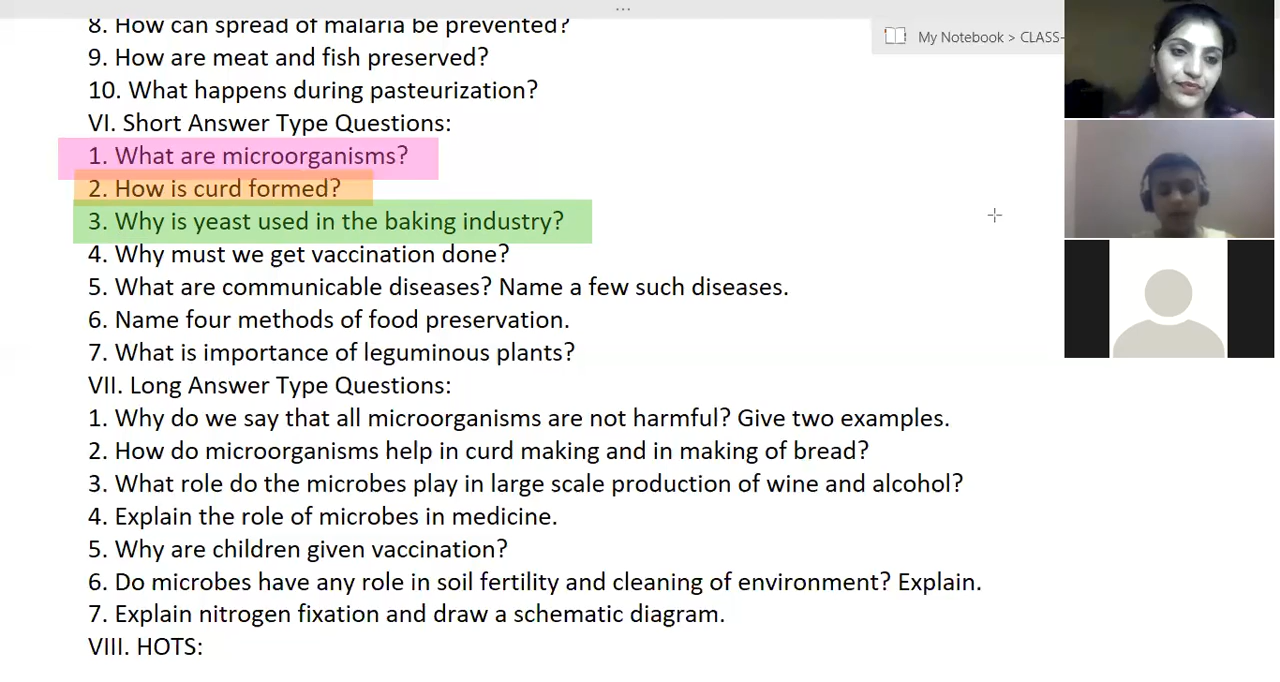 ...
8. How can spread of malaria be prevented?
My Notebook > CLASS-
9. How are meat and fish preserved?
10. What happens during pasteurization?
VI. Short Answer Type Questions:
1. What are microorganisms?
2. How is curd formed?
3. Why is yeast used in the baking industry?
4. Why must we get vaccination done?
5. What are communicable diseases? Name a few such diseases.
6. Name four methods of food preservation.
7. What is importance of leguminous plants?
VII. Long Answer Type Questions:
1. Why do we say that all microorganisms are not harmful? Give two examples.
2. How do microorganisms help in curd making and in making of bread?
3. What role do the microbes play in large scale production of wine and alcohol?
4. Explain the role of microbes in medicine.
5. Why are children given vaccination?
6. Do microbes have any role in soil fertility and cleaning of environment? Explain.
7. Explain nitrogen fixation and draw a schematic diagram.
VIII. HOTS: